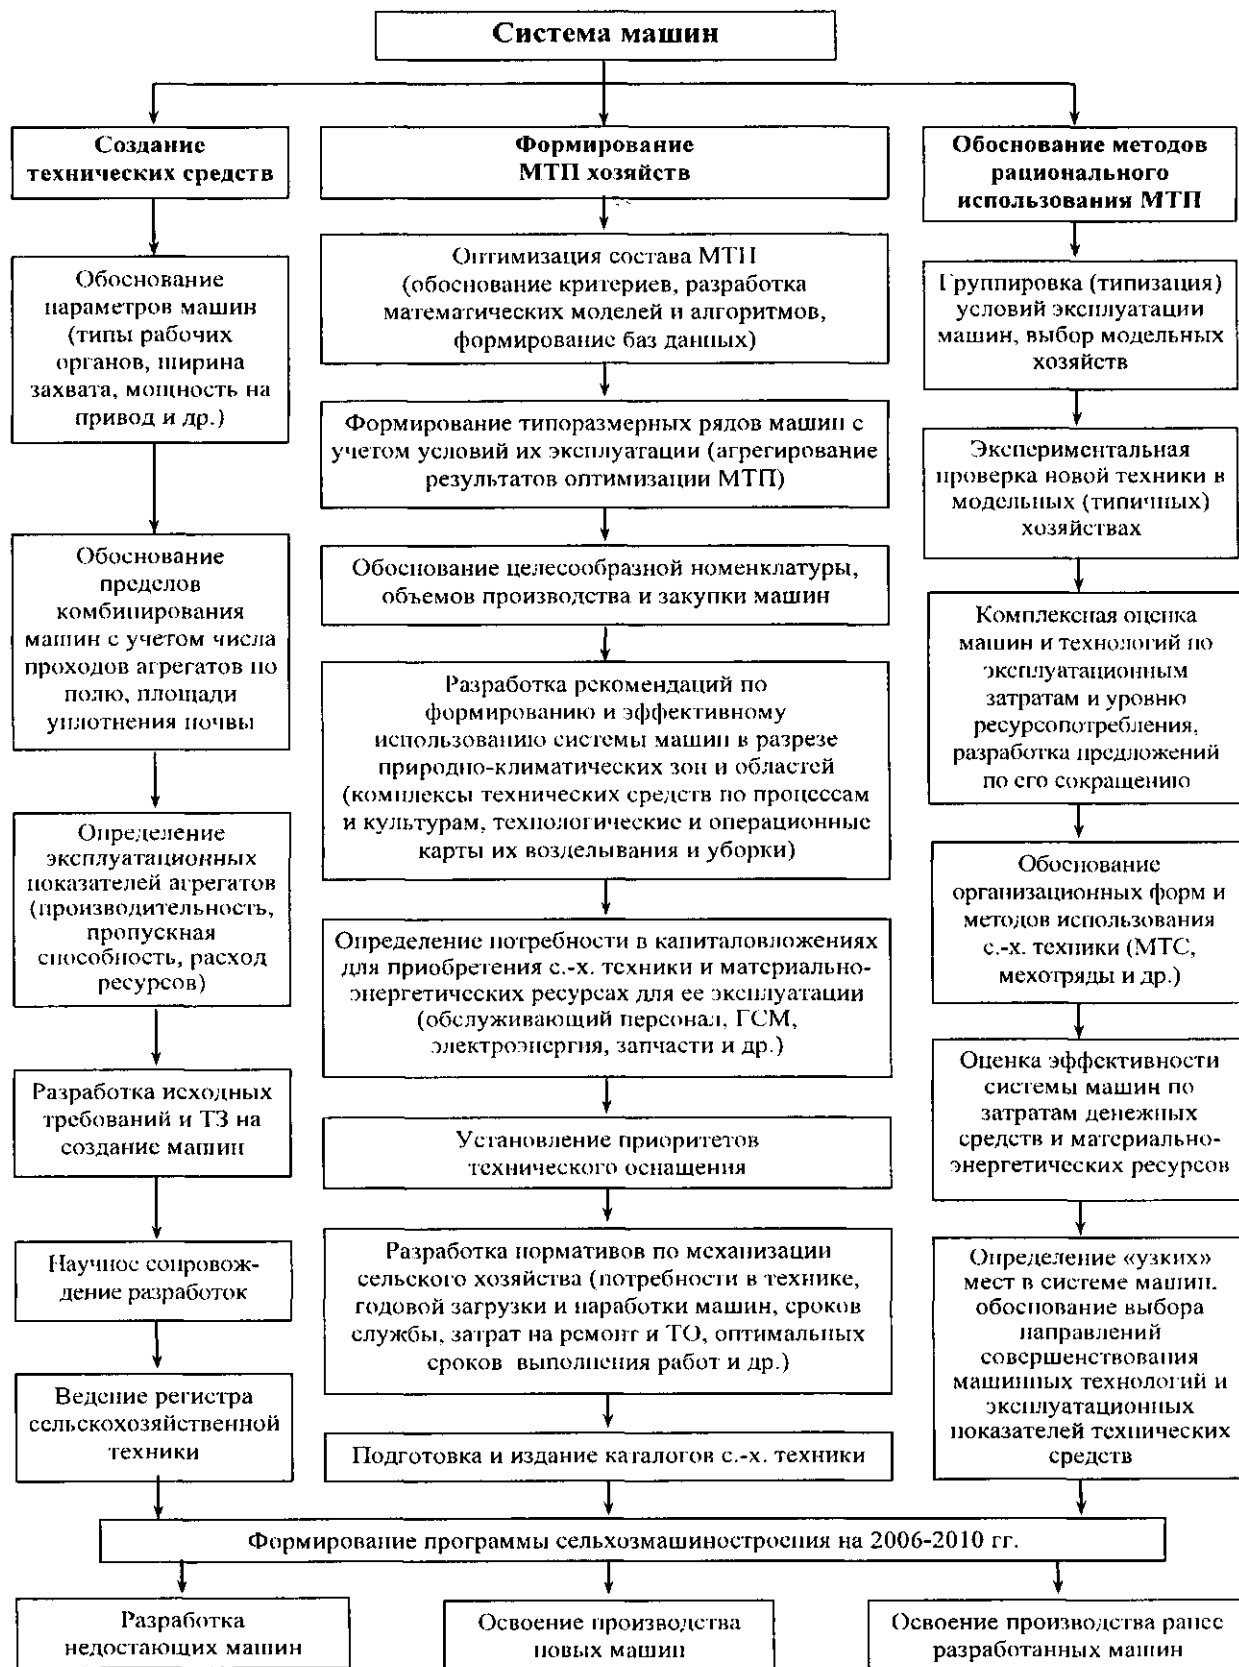 Система машин
Создание
технических средств
Обоснование
параметров машин
(типы рабочих
органов, ширина
захвата, мощность на
привод и др.)
Обоснование
пределов
комбинирования
машин с учетом числа
проходов агрегатов по
полю, площади
уплотнения почвы
Определение
эксплуатационных
показателей агрегатов
(производительность,
пропускная
способность, расход
ресурсов)
Разработка исходных
требований и ТЗ на
создание машин
Научное сопровож-
дение разработок
Ведение регистра
сельскохозяйственной
техники
Формирование
МТП хозяйств
Оптимизация состава МТП
(обоснование критериев, разработка
математических моделей и алгоритмов,
формирование баз данных)
Формирование типоразмерных рядов машин с
учетом условий их эксплуатации (агрегирование
результатов оптимизации МТП)
Обоснование целесообразной номенклатуры,
объемов производства и закупки машин
Разработка рекомендаций по
формированию и эффективному
использованию системы машин в разрезе
природно-климатических зон и областей
(комплексы технических средств по процессам
и культурам, технологические и операционные
карты их возделывания и уборки)
Определение потребности в капиталовложениях
для приобретения с.-х. техники и материально-
энергетических ресурсах для ее эксплуатации
(обслуживающий персонал, ГСМ,
электроэнергия, запчасти и др.)
Установление приоритетов
технического оснащения
Разработка нормативов по механизации
сельского хозяйства (потребности в технике,
годовой загрузки и наработки машин, сроков
службы, затрат на ремонт и ТО, оптимальных
сроков выполнения работ и др.)
Подготовка и издание каталогов с.-х. техники
Обоснование методов
рационального
использования МТП
Группировка (типизация)
условий эксплуатации
машин, выбор модельных
хозяйств
Экспериментальная
проверка новой техники в
модельных (типичных)
хозяйствах
Комплексная оценка
машин и технологий по
эксплуатационным
затратам и уровню
ресурсопотребления,
разработка предложений
по его сокращению
Обоснование
организационных форм и
методов использования
с.-х. техники (МТС,
мехотряды и др.)
Оценка эффективности
системы машин по
затратам денежных
средств и материально-
энергетических ресурсов
Определение «узких»
мест в системе машин,
обоснование выбора
направлений
совершенствования
машинных технологий и
эксплуатационных
показателей технических
средств
Формирование программы сельхозмашиностроения на 2006-2010 гг.
Разработка
недостающих машин
Освоение производства
новых машин
Освоение производства ранее
разработанных машин